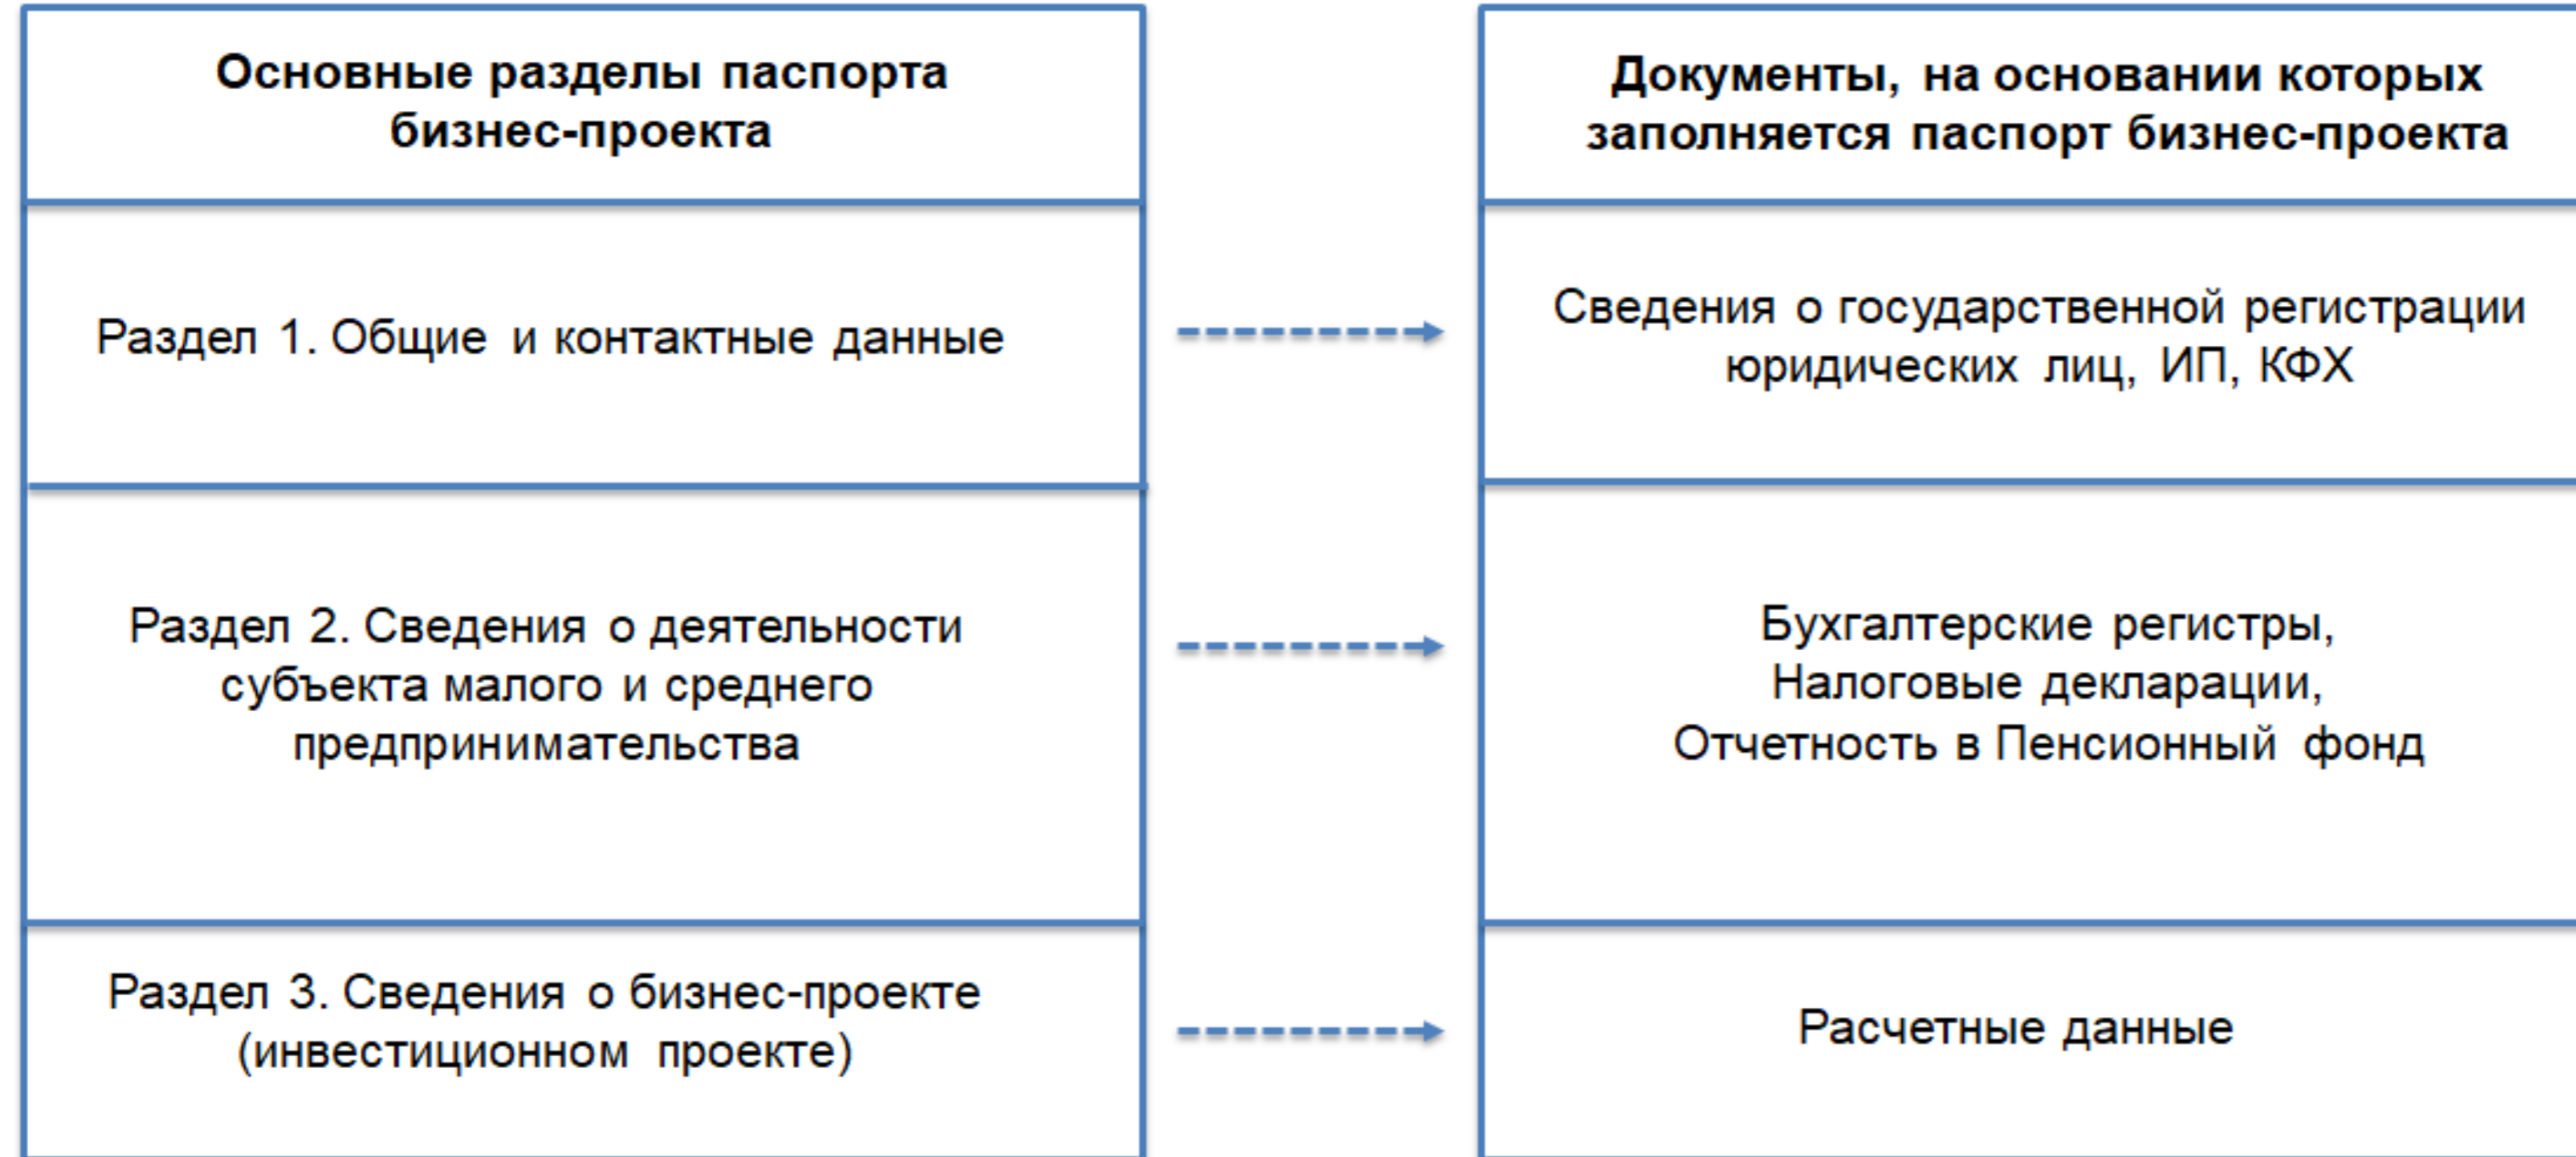 Основные разделы паспорта
бизнес-проекта
Документы, на основании которых
заполняется паспорт бизнес-проекта
Раздел 1. Общие и контактные данные
Сведения о государственной регистрации
юридических лиц, ИП, КФХ
Раздел 2. Сведения о деятельности
субъекта малого и среднего
предпринимательства
Бухгалтерские регистры,
Налоговые декларации,
Отчетность в Пенсионный фонд
Раздел 3. Сведения о бизнес-проекте
(инвестиционном проекте)
Расчетные данные